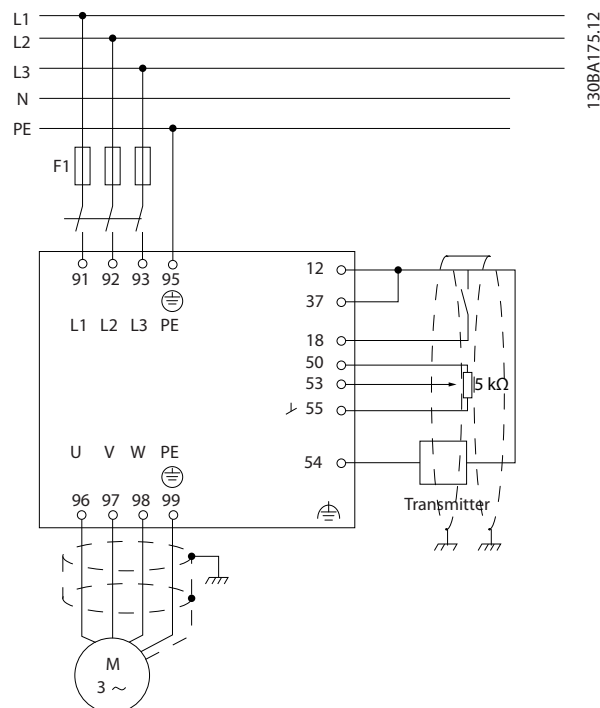 L1
L2
L3
N
PE
130BA175.12
F1
91 92 93 95
L1 L2 L3 PE
12
37
18
50
53
5 kΩ
55
U V W PE
54
96 97 98 99
Transmitter
M
3 ~